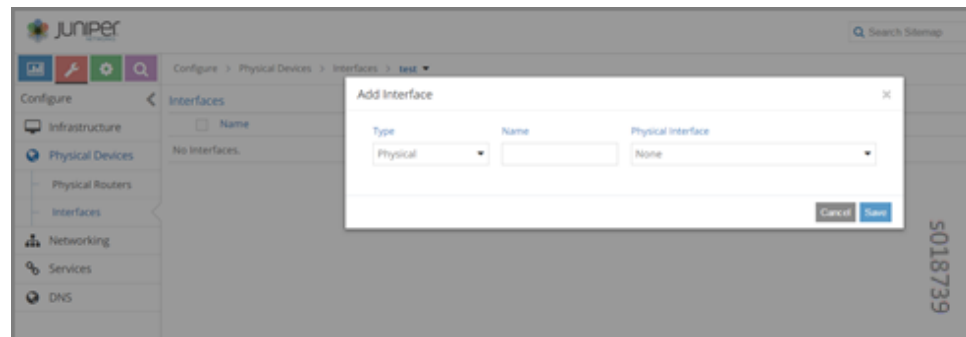 JUNIPER
NETWORKS
Search Sitemap
Configure > Physical Devices > Interfaces > test
Configure
Interfaces
Add Interface
×
Name
Infrastructure
Type
Name
Physical Interface
Physical Devices
No Interfaces.
Physical
None
Physical Routers
Interfaces
Cancel
Save
Networking
Services
DNS
s018739